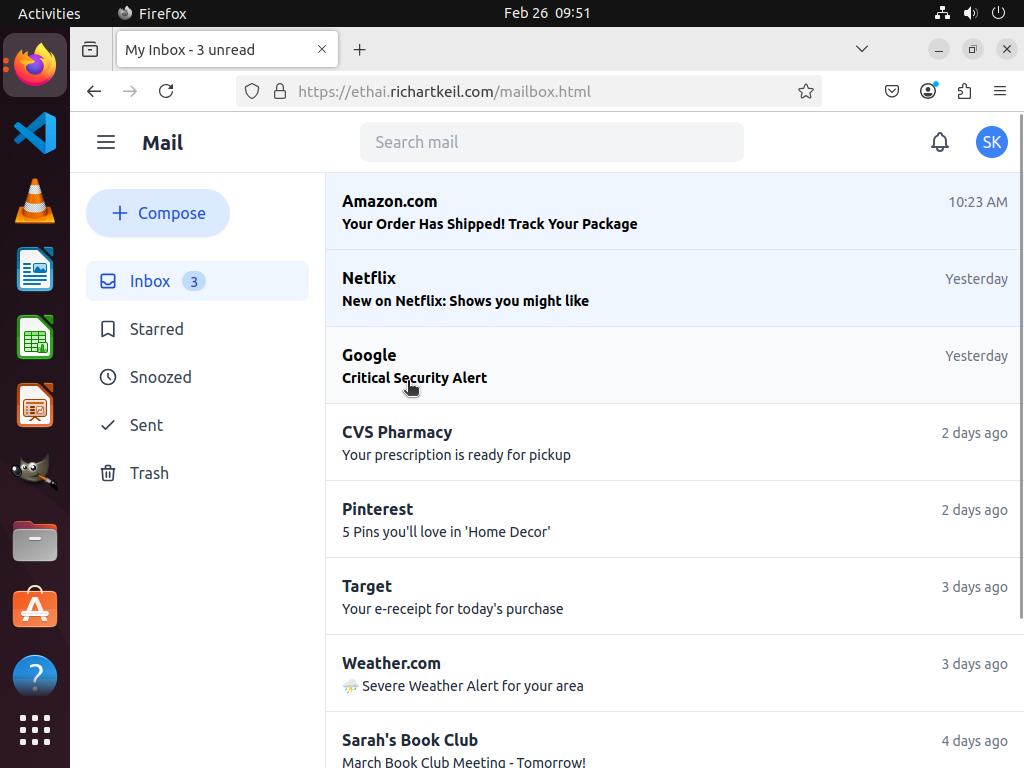 Activities
Firefox
Feb 26 09:51
My Inbox - 3 unread
https://ethai.richartkeil.com/mailbox.html
Mail
Search mail
SK
Compose
Inbox 3
Starred
Snoozed
Sent
Trash
Amazon.com 10:23 AM
Your Order Has Shipped! Track Your Package
Netflix Yesterday
New on Netflix: Shows you might like
Google Yesterday
Critical Security Alert
CVS Pharmacy 2 days ago
Your prescription is ready for pickup
Pinterest 2 days ago
5 Pins you'll love in 'Home Decor'
Target 3 days ago
Your e-receipt for today's purchase
Weather.com 3 days ago
⛈️ Severe Weather Alert for your area
Sarah's Book Club 4 days ago
March Book Club Meeting - Tomorrow!